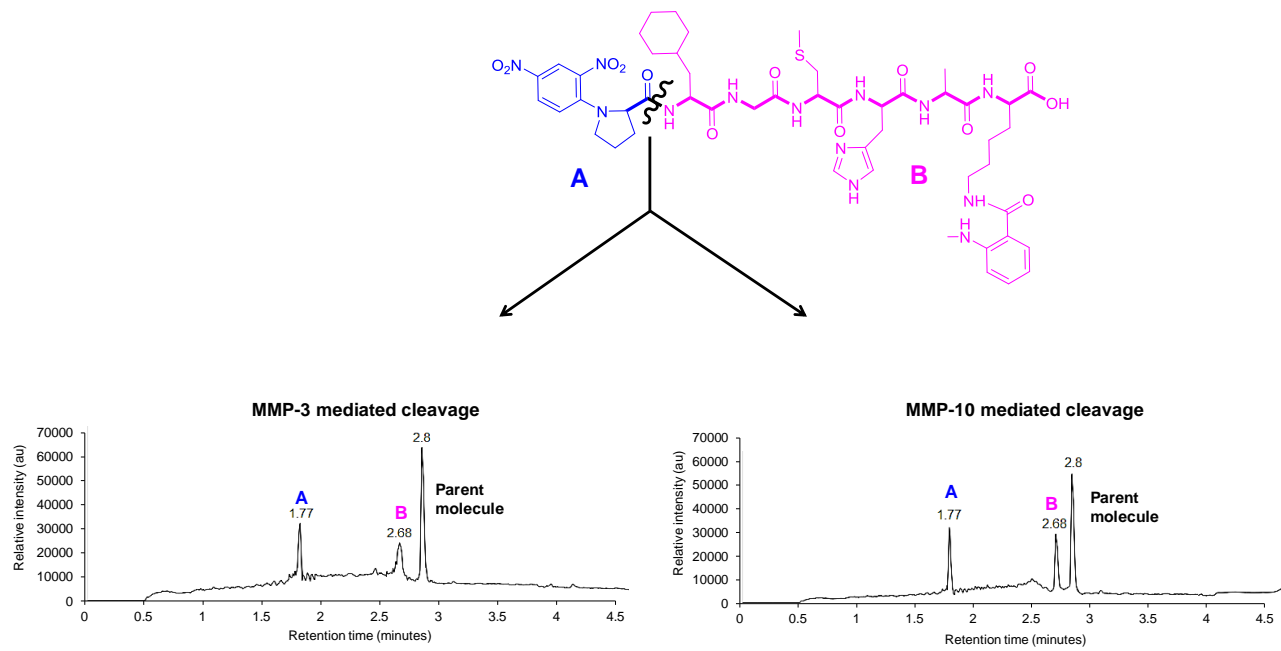 O₂N
NO₂
O
N
N
H
O
H
N
O
N
H
S
O
H
N
O
N
H
O
H
N
O
OH
N
N
H
NH
O
H
N
A
B
MMP-3 mediated cleavage
Relative intensity (au)
70000
60000
50000
40000
30000
20000
10000
0
A
1.77
B
2.68
2.8
Parent
molecule
0 0.5 1 1.5 2 2.5 3 3.5 4 4.5
Retention time (minutes)
MMP-10 mediated cleavage
Relative intensity (au)
70000
60000
50000
40000
30000
20000
10000
0
A
1.77
B
2.68
2.8
Parent
molecule
0 0.5 1 1.5 2 2.5 3 3.5 4 4.5
Retention time (minutes)